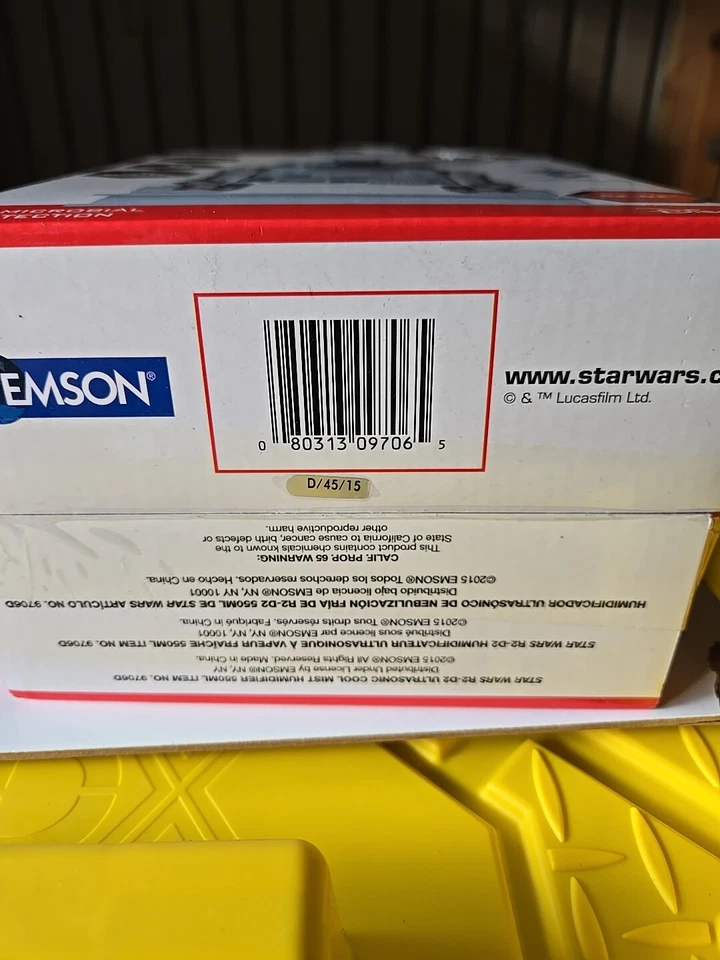 MICROBIAL
TECTION
EMSON®
0 80313 09706 5
www.starwars.c
© & ™ Lucasfilm Ltd.
D/45/15
STAR WARS R2-D2 ULTRASONIC COOL MIST HUMIDIFIER 550ML ITEM NO. 9706D
Distributed Under License by EMSON® NY, NY
©2015 EMSON® All Rights Reserved. Made in China.
STAR WARS R2-D2 HUMIDIFICATEUR ULTRASONIQUE À VAPEUR FRAÎCHE 550ML ITEM NO. 9706D
Distribué sous licence par EMSON® NY, NY 10001
©2015 EMSON® Tous droits réservés. Fabriqué in China.
HUMIDIFICADOR ULTRASÓNICO DE NEBULIZACIÓN FRÍA DE R2-D2 550ML DE STAR WARS ARTÍCULO NO. 9706D
Distribuido bajo licencia de EMSON® NY, NY 10001
©2015 EMSON® Todos los derechos reservados. Hecho en China.
CALIF. PROP. 65 WARNING:
This product contains chemicals known to the
State of California to cause cancer, birth defects or
other reproductive harm.